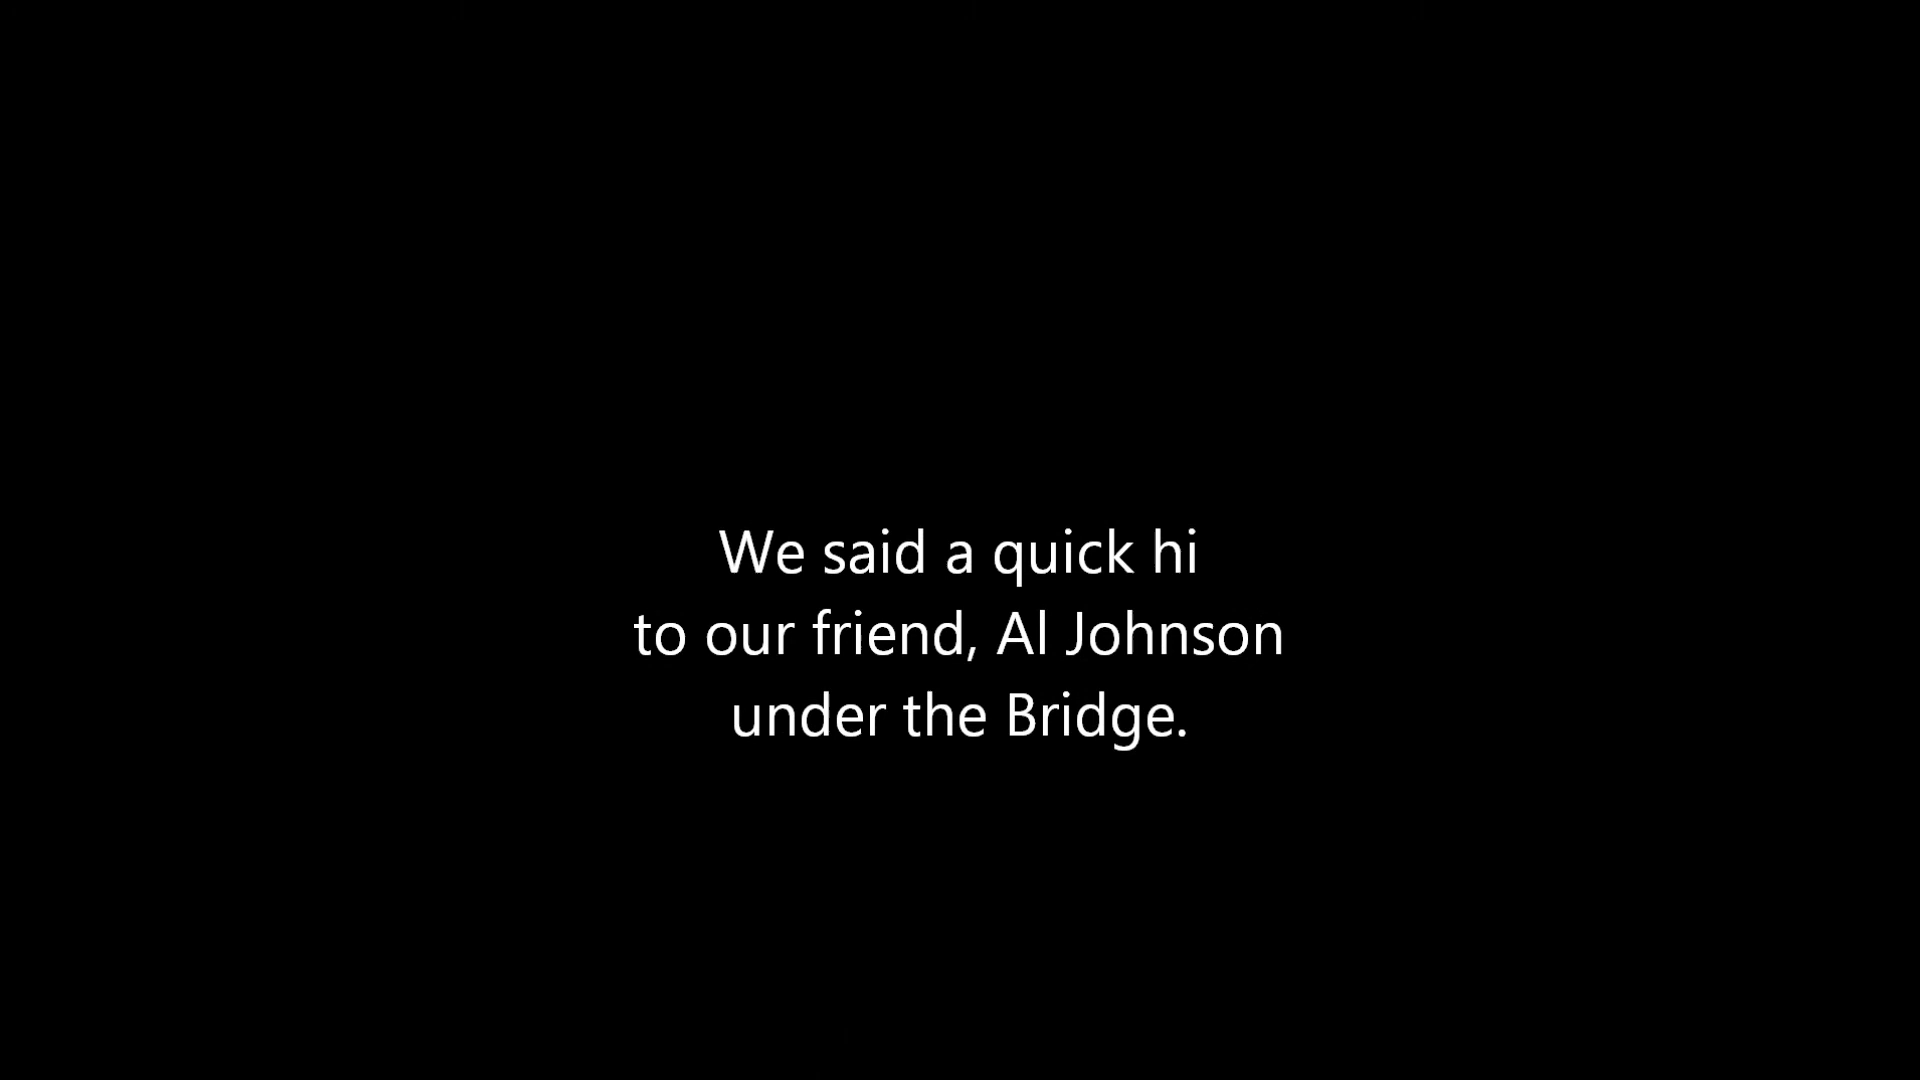 We said a quick hi
to our friend, Al Johnson
under the Bridge.